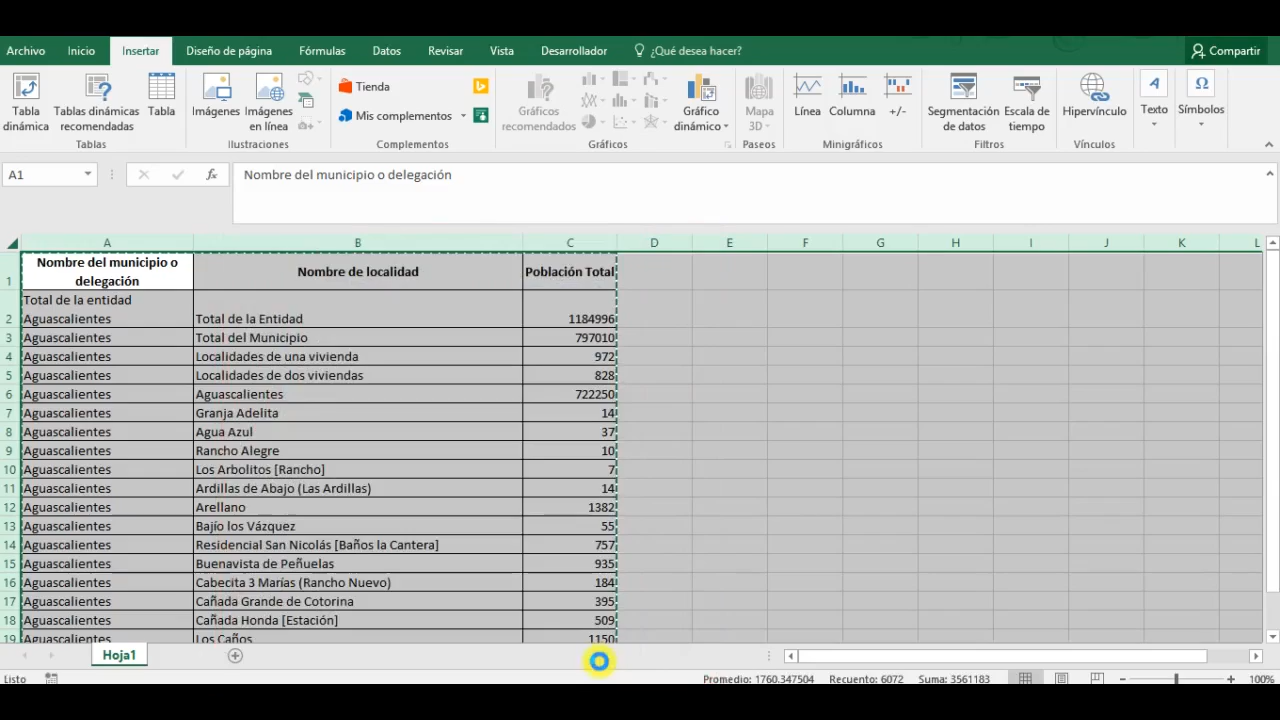 Archivo Inicio Insertar Diseño de página Fórmulas Datos Revisar Vista Desarrollador ¿Qué desea hacer? Compartir
Tabla dinámica Tablas dinámicas recomendadas Tabla Imágenes Imágenes en línea Tienda Mis complementos Gráficos recomendados Gráfico dinámico Mapa 3D Línea Columna +/- Segmentación de datos Escala de tiempo Hipervínculo Texto Símbolos
Tablas Ilustraciones Complementos Gráficos Paseos Minigráficos Filtros Vínculos
A1 fx Nombre del municipio o delegación
A B C D E F G H I J K L
1 Nombre del municipio o delegación Nombre de localidad Población Total
Total de la entidad
2 Aguascalientes Total de la Entidad 1184996
3 Aguascalientes Total del Municipio 797010
4 Aguascalientes Localidades de una vivienda 972
5 Aguascalientes Localidades de dos viviendas 828
6 Aguascalientes Aguascalientes 722250
7 Aguascalientes Granja Adelita 14
8 Aguascalientes Agua Azul 37
9 Aguascalientes Rancho Alegre 10
10 Aguascalientes Los Arbolitos [Rancho] 7
11 Aguascalientes Ardillas de Abajo (Las Ardillas) 14
12 Aguascalientes Arellano 1382
13 Aguascalientes Bajío los Vázquez 55
14 Aguascalientes Residencial San Nicolás [Baños la Cantera] 757
15 Aguascalientes Buenavista de Peñuelas 935
16 Aguascalientes Cabecita 3 Marías (Rancho Nuevo) 184
17 Aguascalientes Cañada Grande de Cotorina 395
18 Aguascalientes Cañada Honda [Estación] 509
19 Aguascalientes Los Caños 1150
Hoja1
Listo Promedio: 1760.347504 Recuento: 6072 Suma: 3561183 100%